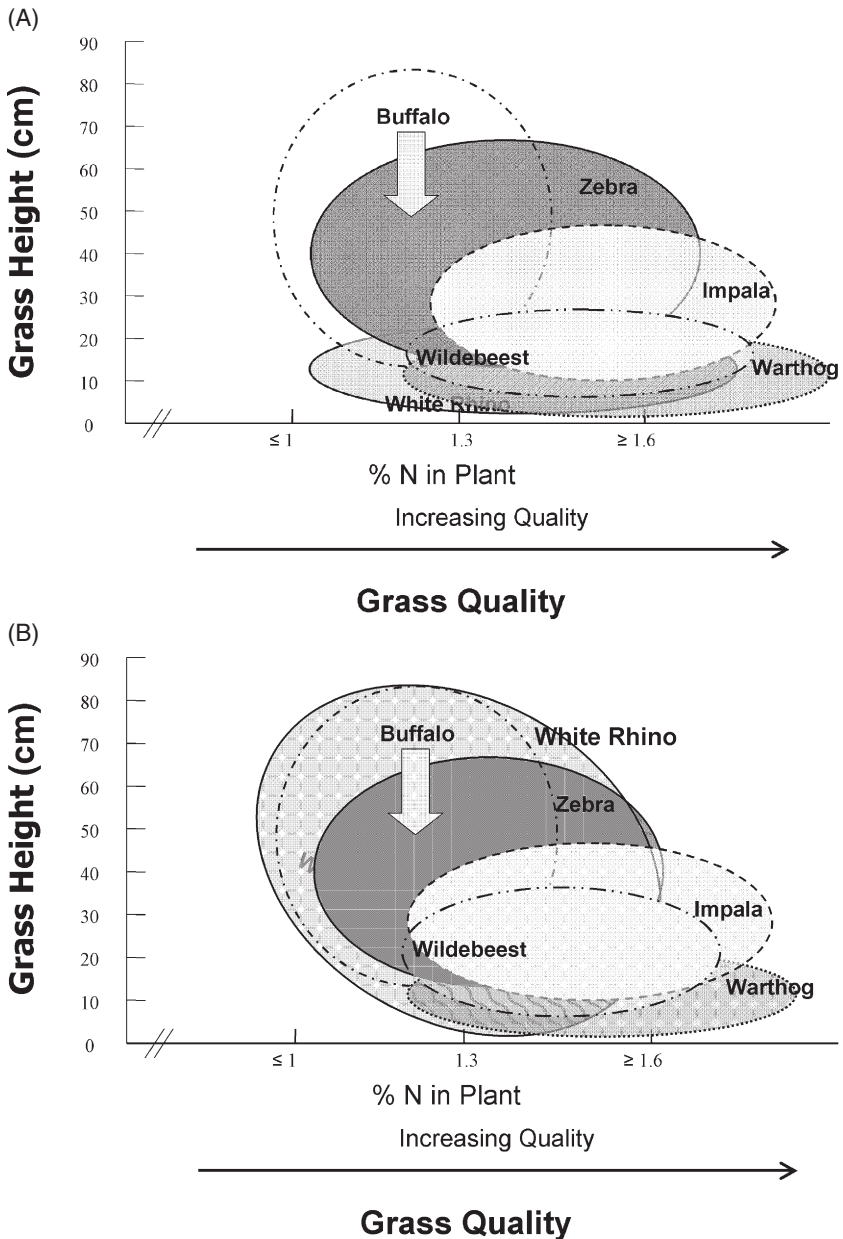 (A)
90
80
70
60
50
40
30
20
10
0
Grass Height (cm)
Buffalo
Zebra
Impala
Wildebeest
Warthog
White Rhino
≤ 1
1.3
≥ 1.6
% N in Plant
Increasing Quality
Grass Quality
(B)
90
80
70
60
50
40
30
20
10
0
Grass Height (cm)
Buffalo
White Rhino
Zebra
W
Impala
Wildebeest
Warthog
≤ 1
1.3
≥ 1.6
% N in Plant
Increasing Quality
Grass Quality